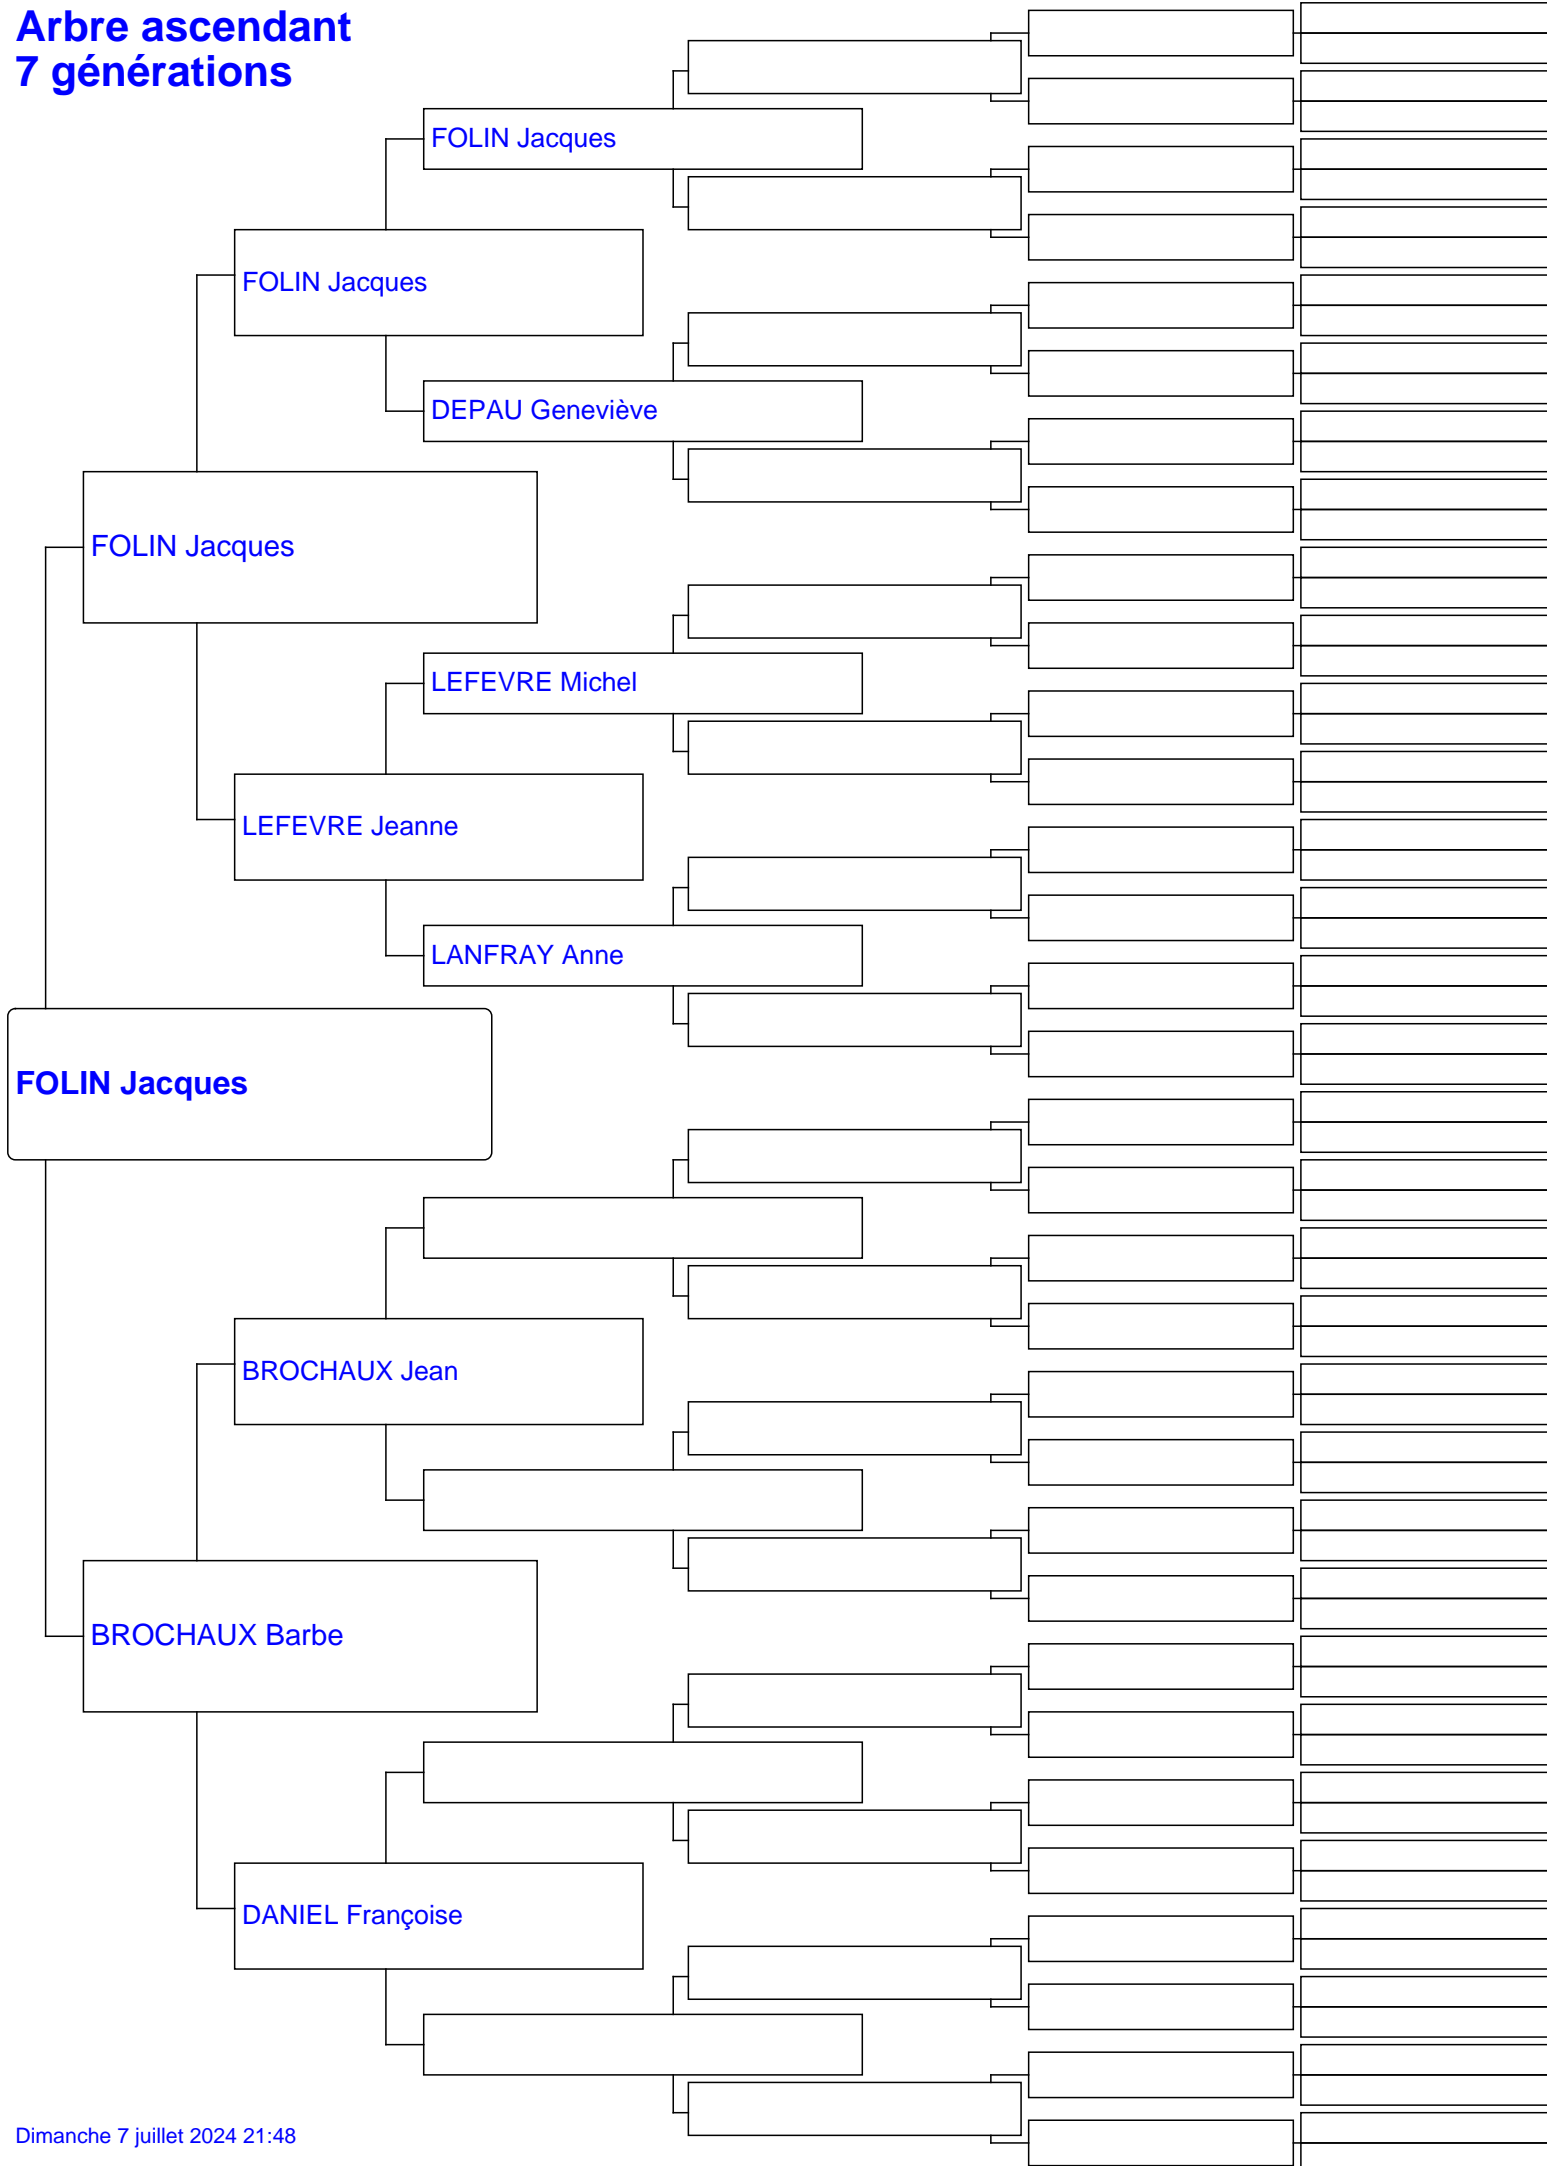 Arbre ascendant
7 générations
FOLIN Jacques
FOLIN Jacques
DEPAU Geneviève
FOLIN Jacques
LEFEVRE Michel
LEFEVRE Jeanne
LANFRAY Anne
FOLIN Jacques
BROCHAUX Jean
BROCHAUX Barbe
DANIEL Françoise
Dimanche 7 juillet 2024 21:48